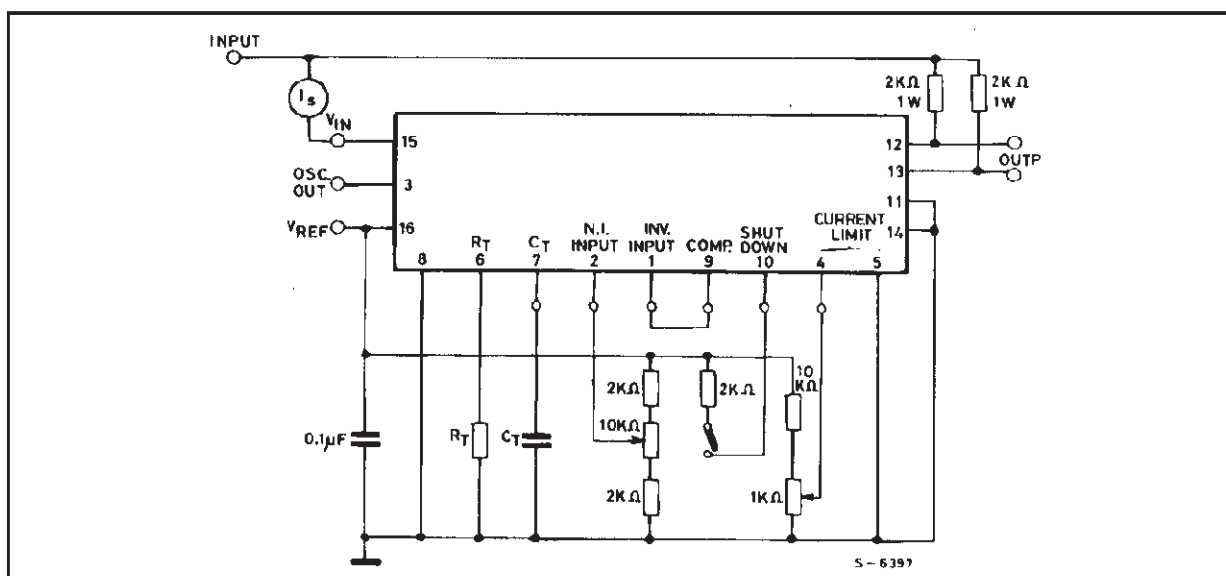 INPUT
2KΩ
1W
2KΩ
1W
Is
VIN
15
12
OUTP
13
OSC.
OUT
3
11
VREF
16
14
CURRENT
LIMIT
RT
CT
N.I.
INPUT
INV.
INPUT
COMP.
SHUT
DOWN
8
6
7
2
1
9
10
4
5
10
KΩ
2KΩ
2KΩ
0.1µF
RT
CT
10KΩ
2KΩ
1KΩ
S-6397